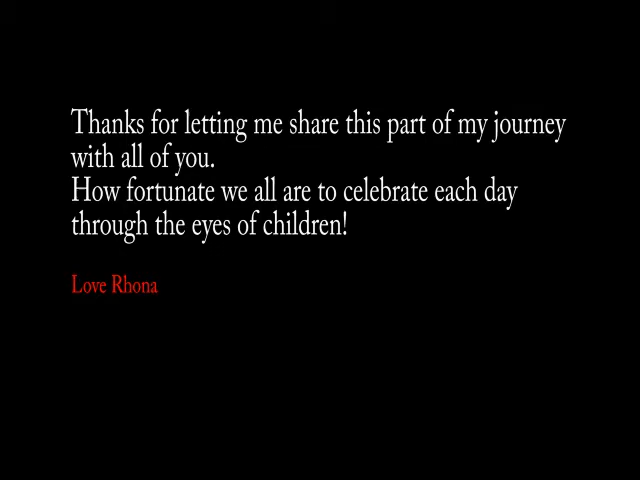 Thanks for letting me share this part of my journey
with all of you.
How fortunate we all are to celebrate each day
through the eyes of children!
Love Rhona